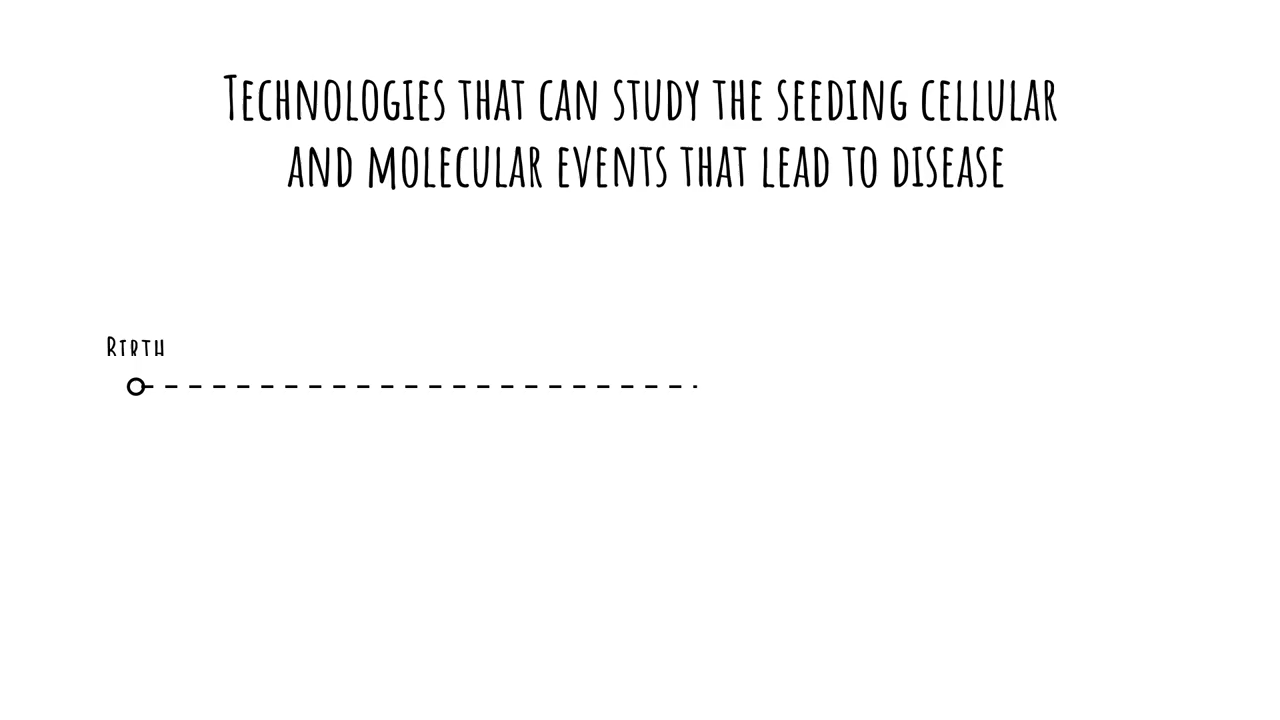 Technologies that can study the seeding cellular
and molecular events that lead to disease
Birth